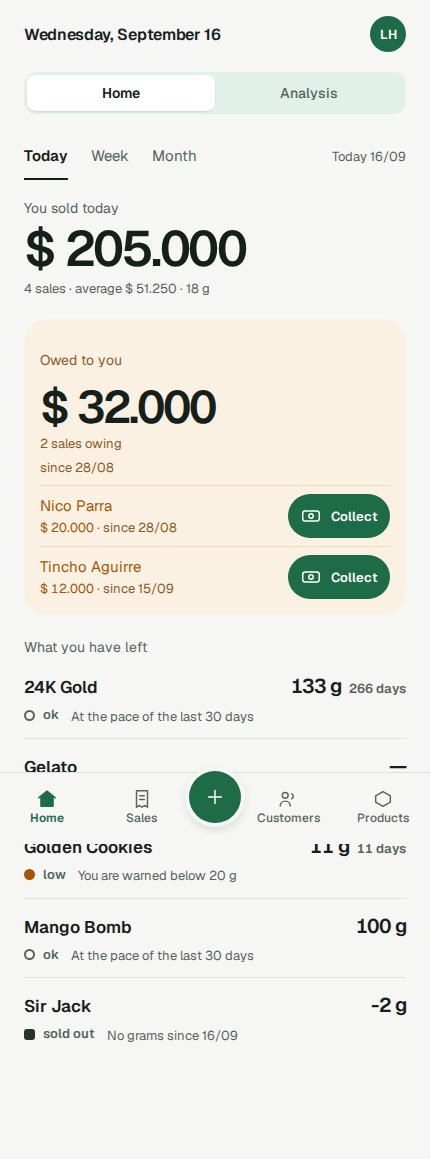 Wednesday, September 16
LH
Home
Analysis
Today
Week
Month
Today 16/09
You sold today
$ 205.000
4 sales · average $ 51.250 · 18 g
Owed to you
$ 32.000
2 sales owing
since 28/08
Nico Parra
$ 20.000 · since 28/08
Collect
Tincho Aguirre
$ 12.000 · since 15/09
Collect
What you have left
24K Gold
133 g 266 days
ok At the pace of the last 30 days
Gelato
—
Home
Sales
Customers
Products
Golden Cookies
11 g 11 days
low You are warned below 20 g
Mango Bomb
100 g
ok At the pace of the last 30 days
Sir Jack
-2 g
sold out No grams since 16/09